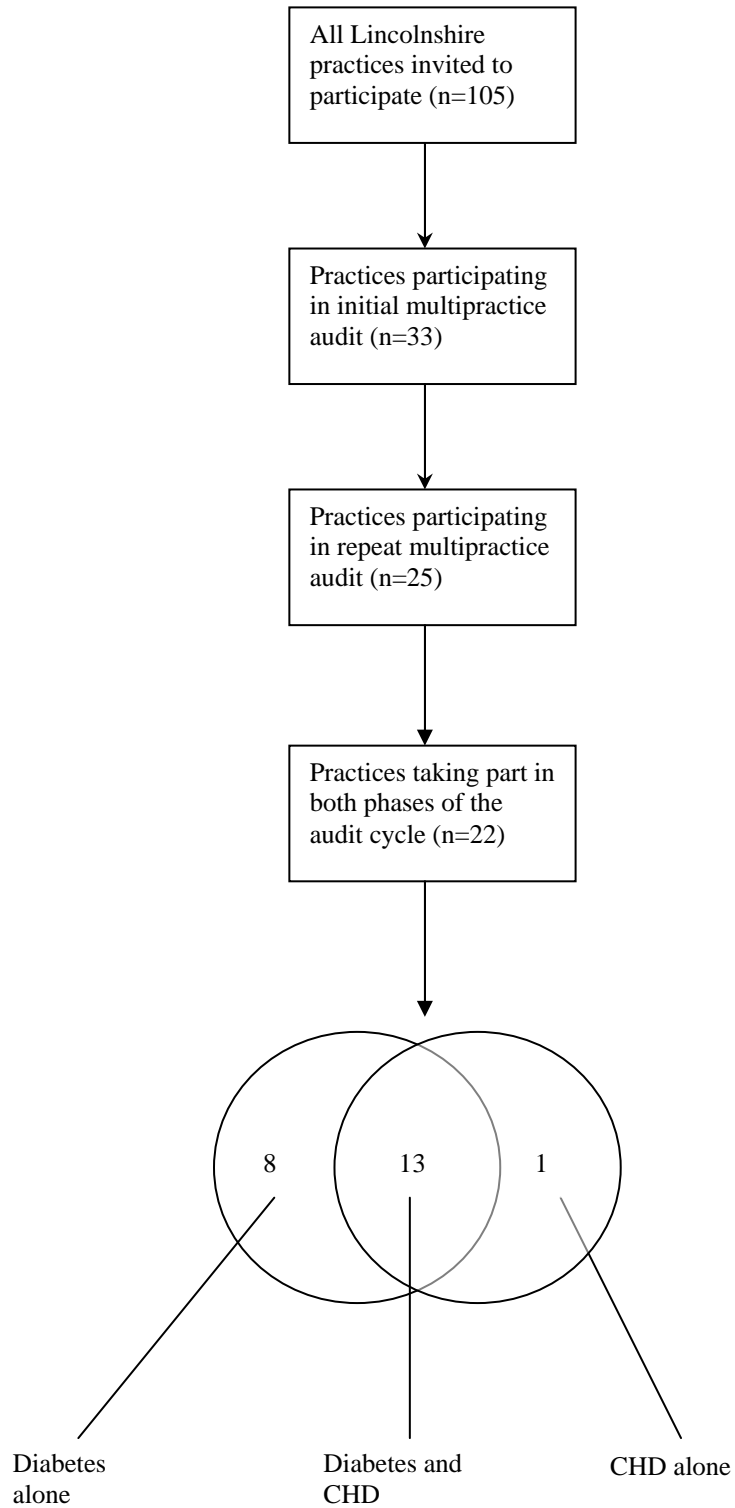 All Lincolnshire
practices invited to
participate (n=105)
Practices participating
in initial multipractice
audit (n=33)
Practices participating
in repeat multipractice
audit (n=25)
Practices taking part in
both phases of the
audit cycle (n=22)
8
13
1
Diabetes
alone
Diabetes and
CHD
CHD alone